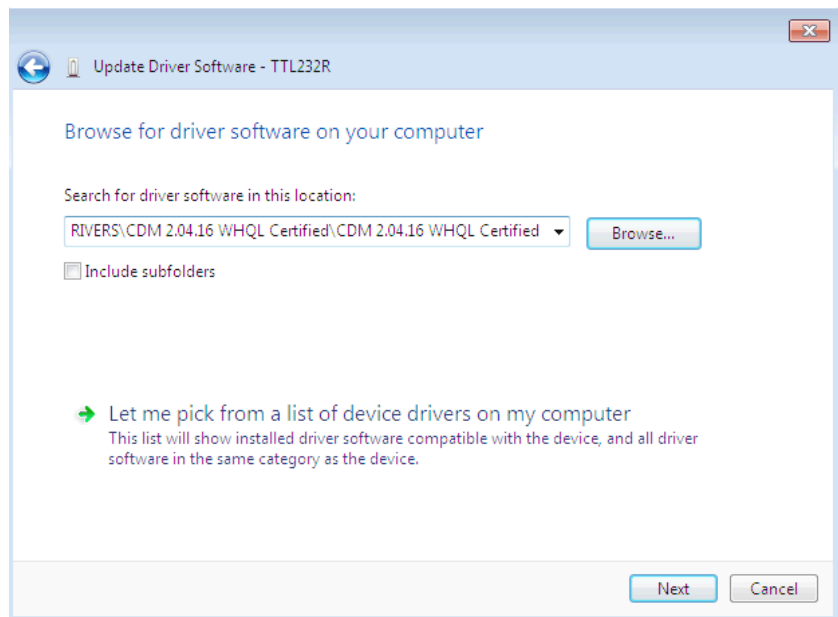 Update Driver Software - TTL232R
Browse for driver software on your computer
Search for driver software in this location:
RIVERS\CDM 2.04.16 WHQL Certified\CDM 2.04.16 WHQL Certified
Browse...
Include subfolders
Let me pick from a list of device drivers on my computer
This list will show installed driver software compatible with the device, and all driver
software in the same category as the device.
Next
Cancel